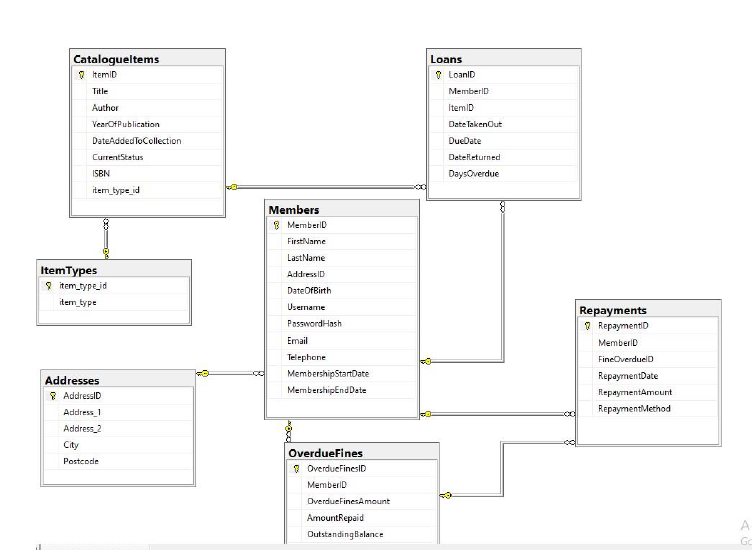 CatalogueItems
ItemID
Title
Author
YearOfPublication
DateAddedToCollection
CurrentStatus
ISBN
item_type_id
Loans
LoanID
MemberID
ItemID
DateTakenOut
DueDate
DateReturned
DaysOverdue
Members
MemberID
FirstName
LastName
AddressID
DateOfBirth
Username
PasswordHash
Email
Telephone
MembershipStartDate
MembershipEndDate
ItemTypes
item_type_id
item_type
Repayments
RepaymentID
MemberID
FineOverdueID
RepaymentDate
RepaymentAmount
RepaymentMethod
Addresses
AddressID
Address_1
Address_2
City
Postcode
OverdueFines
OverdueFinesID
MemberID
OverdueFinesAmount
AmountRepaid
OutstandingBalance
A